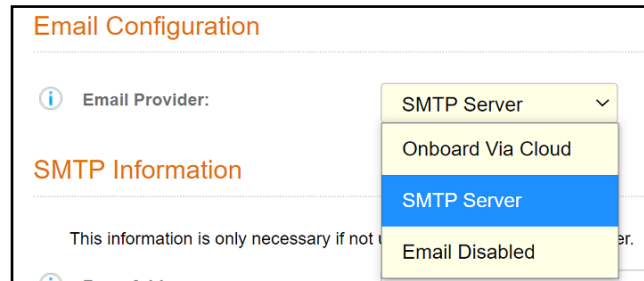 Email Configuration
Email Provider:
SMTP Server
Onboard Via Cloud
SMTP Server
Email Disabled
SMTP Information
This information is only necessary if not